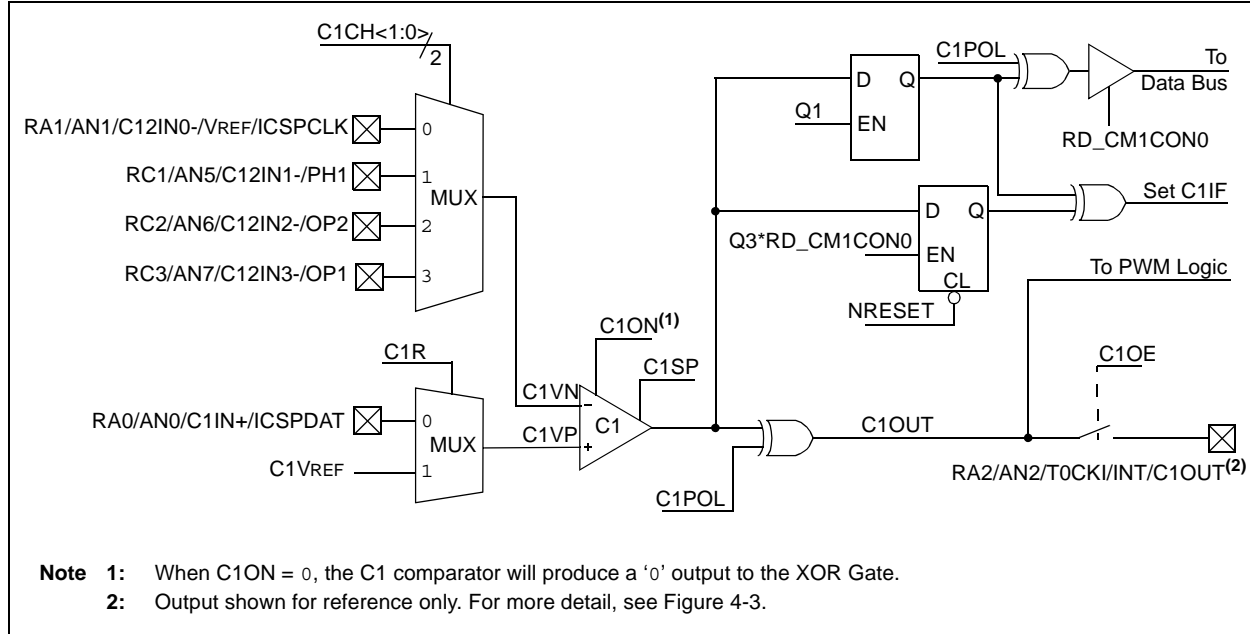 C1CH<1:0>
2
C1POL
To
Data Bus
D Q
Q1
EN
RD_CM1CON0
RA1/AN1/C12IN0-/VREF/ICSPCLK
0
RC1/AN5/C12IN1-/PH1
1
MUX
RC2/AN6/C12IN2-/OP2
2
RC3/AN7/C12IN3-/OP1
3
D Q
Set C1IF
Q3*RD_CM1CON0
EN
CL
NRESET
To PWM Logic
C1ON(1)
C1R
C1SP
C1OE
C1VN
-
RA0/AN0/C1IN+/ICSPDAT
0
MUX
C1VP
+
C1
C1OUT
C1VREF
1
C1POL
RA2/AN2/T0CKI/INT/C1OUT(2)
Note 1: When C1ON = 0, the C1 comparator will produce a '0' output to the XOR Gate.
2: Output shown for reference only. For more detail, see Figure 4-3.